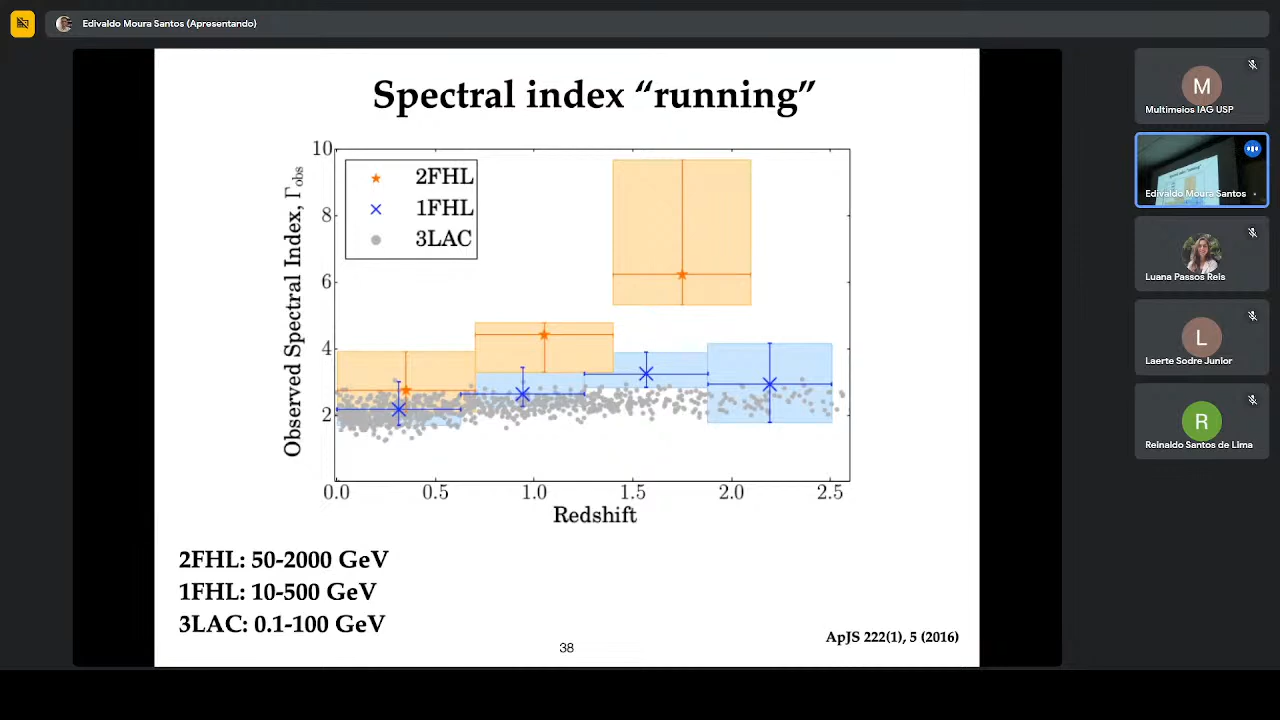 Edivaldo Moura Santos (Apresentando)
Spectral index “running”
Observed Spectral Index, Γobs
10
8
6
4
2
2FHL
1FHL
3LAC
0.0 0.5 1.0 1.5 2.0 2.5
Redshift
2FHL: 50-2000 GeV
1FHL: 10-500 GeV
3LAC: 0.1-100 GeV
38
ApJS 222(1), 5 (2016)
M
Multimeios IAG USP
Edivaldo Moura Santos
Luana Passos Reis
L
Laerte Sodre Junior
R
Reinaldo Santos de Lima